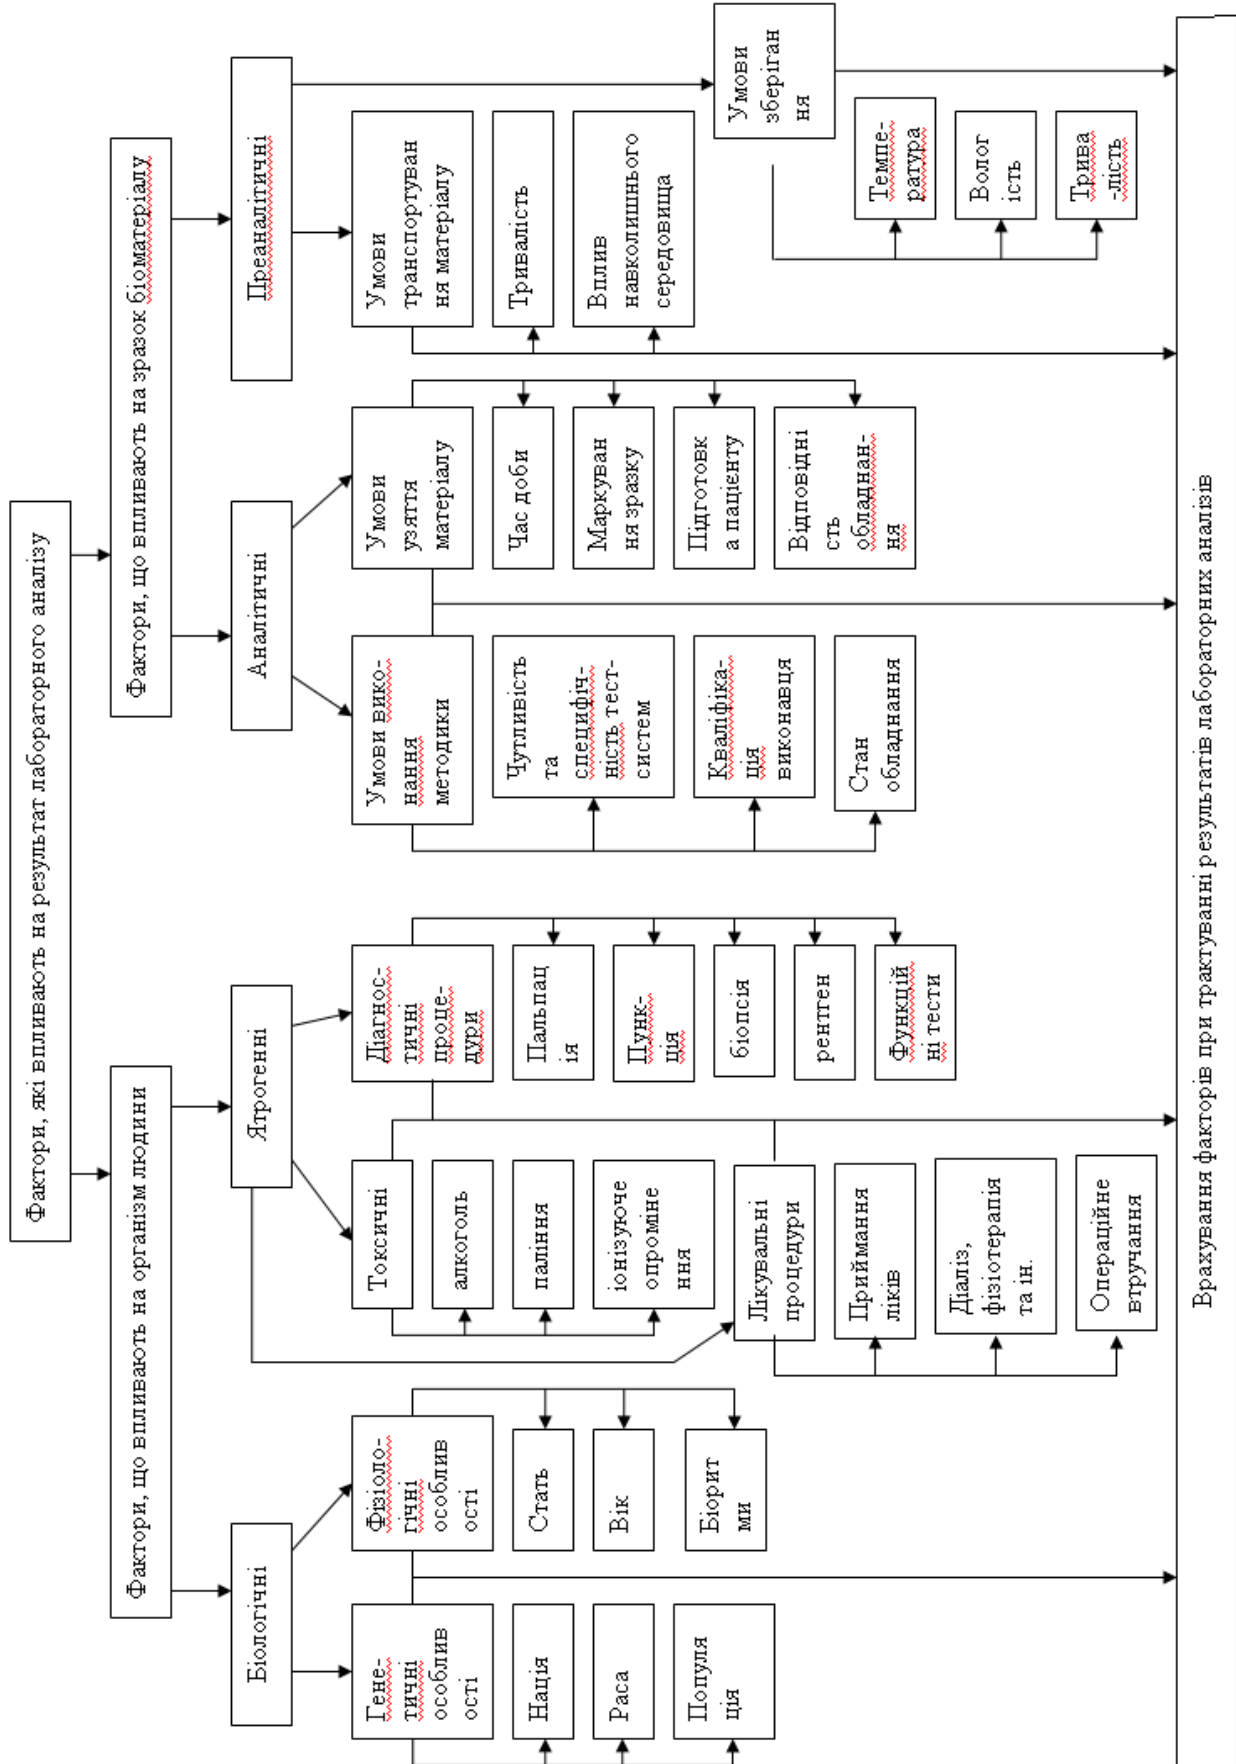 Фактори, які впливають на результат лабораторного аналізу
Фактори, що впливають на організм людини
Фактори, що впливають на зразок біоматеріалу
Біологічні
Ятрогенні
Аналітичні
Преаналітичні
Гене-
тичні
особлив
ості
Нація
Раса
Популя
ція
Фізіоло-
гічні
особлив
ості
Стать
Вік
Біорит
ми
Токсичні
алкоголь
паління
іонізуюче
опроміне
ння
Лікувальні
процедури
Приймання
ліків
Діаліз,
фізіотерапія
та ін.
Операційне
втручання
Діагнос-
тичні
проце-
дури
Пальпац
ія
Пунк-
ція
біопсія
рентген
Функцій
ні тести
Умови вико-
нання
методики
Чутливість
та
специфіч-
ність тест-
систем
Кваліфіка-
ція
виконавця
Стан
обладнання
Умови
узяття
матеріалу
Час доби
Маркуван
ня зразку
Підготовк
а пацієнту
Відповідні
сть
обладнан-
ня
Умови
транспортуван
ня матеріалу
Тривалість
Вплив
навколишнього
середовища
Умови
зберіган
ня
Темпе-
ратура
Волог
ість
Трива
-лість
Врахування факторів при трактуванні результатів лабораторних аналізів